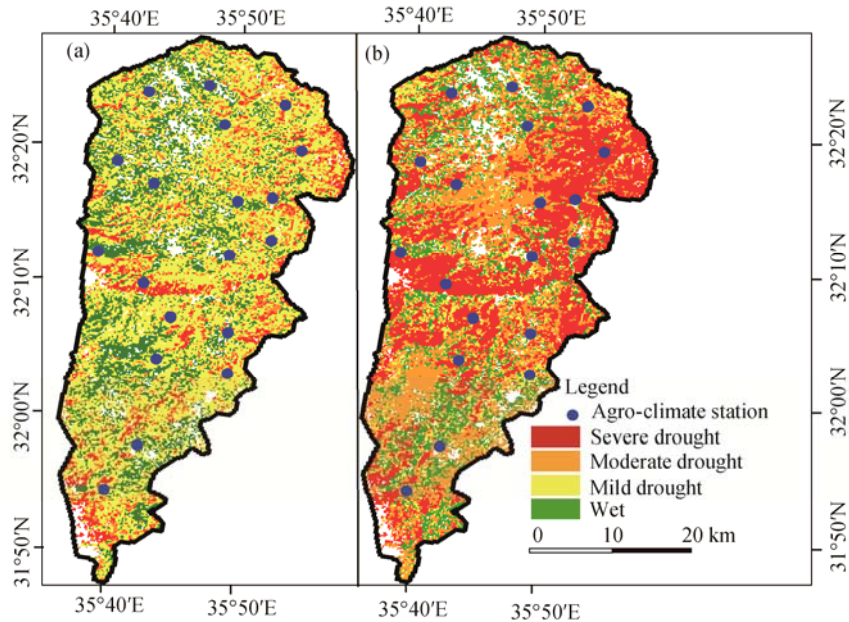 35°40′E 35°50′E 35°40′E 35°50′E
(a) (b)
32°20′N 32°20′N
32°10′N 32°10′N
Legend
Agro-climate station
32°00′N 32°00′N
Severe drought
Moderate drought
Mild drought
Wet
0 10 20 km
31°50′N 31°50′N
35°40′E 35°50′E 35°40′E 35°50′E